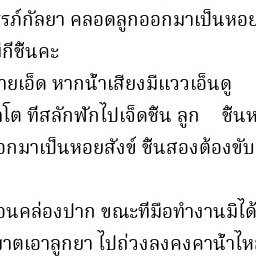 รภ์กัลยา คลอดลูกออกมาเป็นหอย
กี่ชิ้นคะ
ายเอ็ด หากน้ำเสียงมีแววเอ็นดู
โต ที่สลักพักไปเจ็ดชิ้น ลูก ชิ้นห
อกมาเป็นหอยสังข์ ชิ้นสองต้องขับ
อนคล่องปาก ขณะที่มือทำงานมิได้
าตเอาลูกยา ไปถ่วงลงคงคาน้ำไห